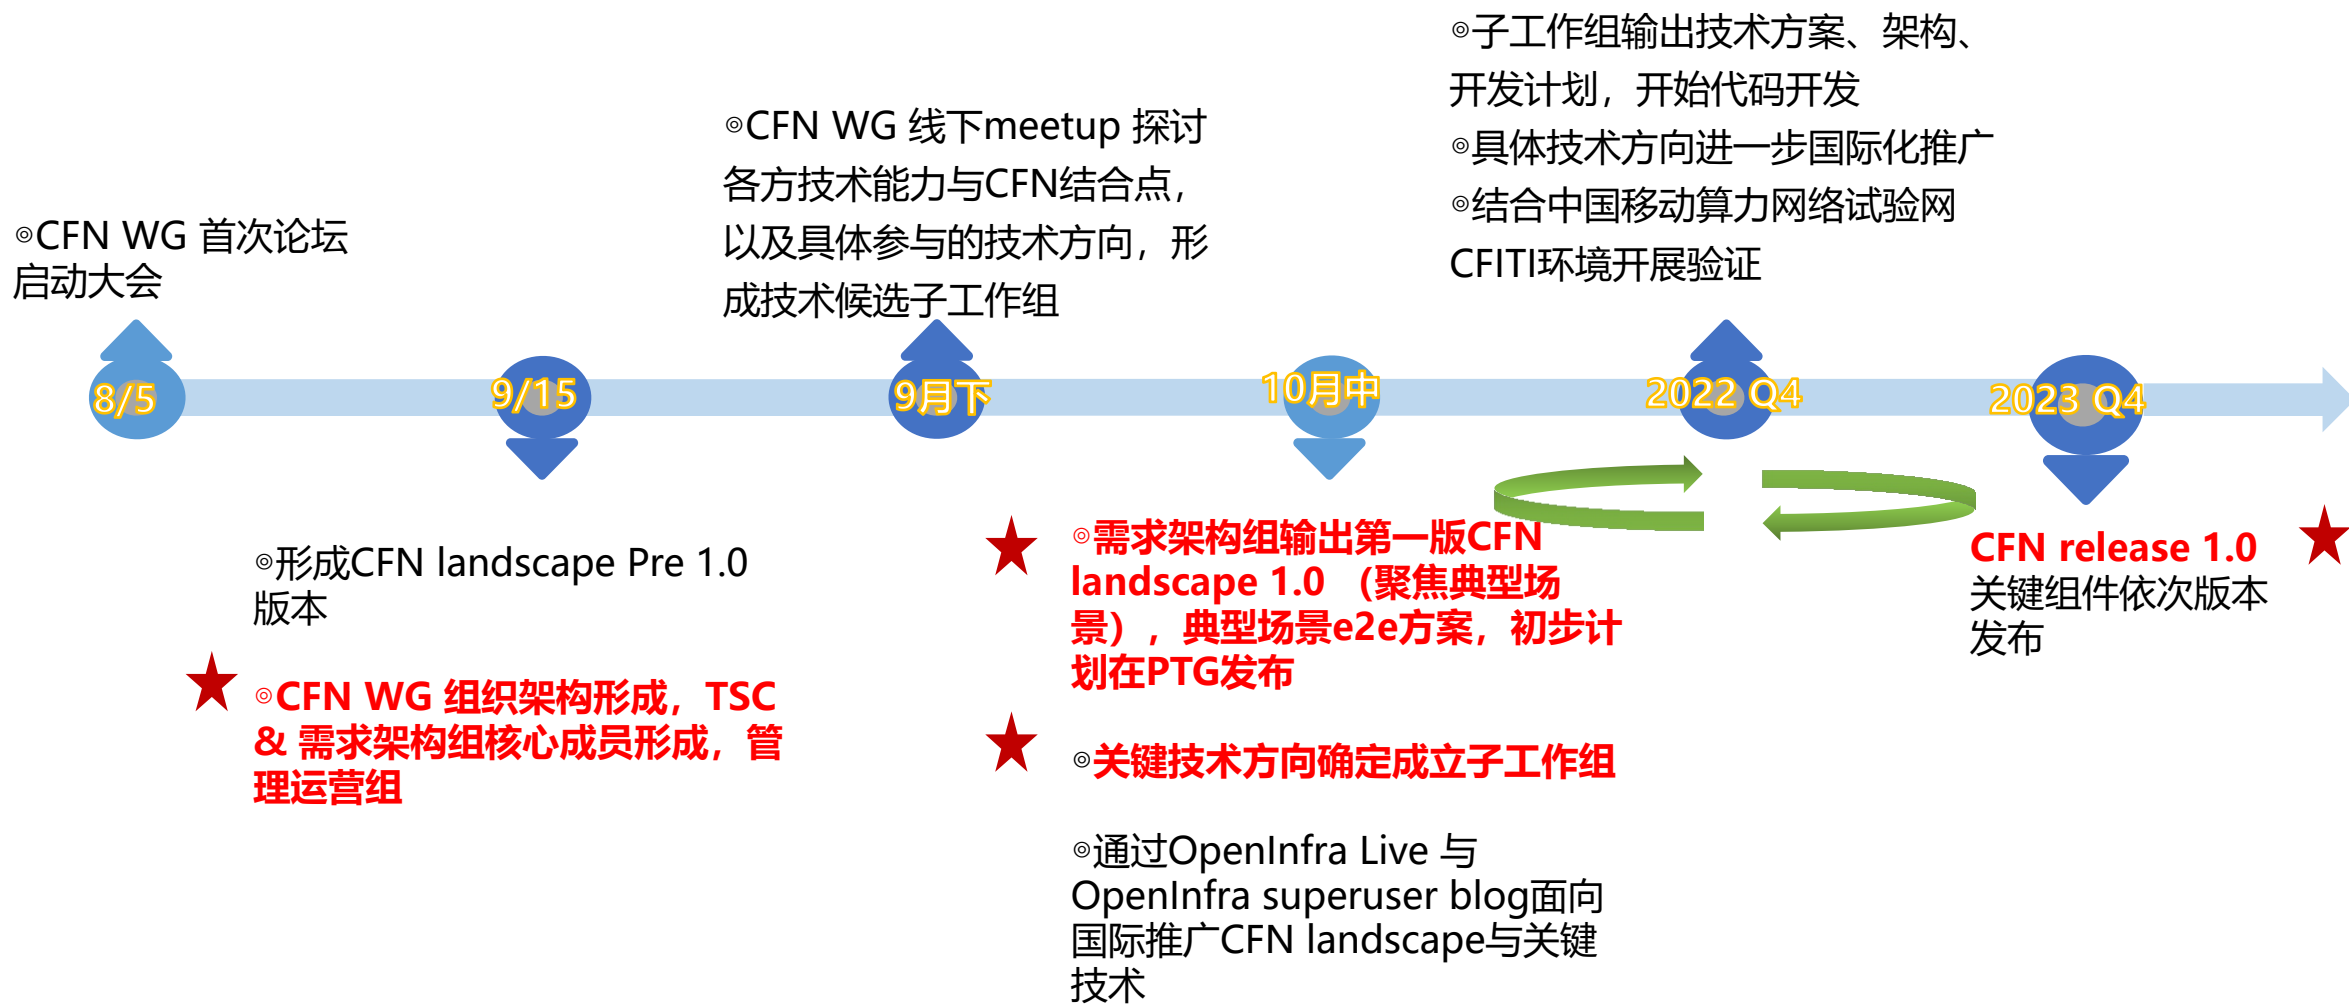 ◎CFN WG 首次论坛
启动大会
◎CFN WG 线下meetup 探讨
各方技术能力与CFN结合点，
以及具体参与的技术方向，形
成技术候选子工作组
◎子工作组输出技术方案、架构、
开发计划，开始代码开发
◎具体技术方向进一步国际化推广
◎结合中国移动算力网络试验网
CFITI环境开展验证
8/5
9/15
9月下
10月中
2022 Q4
2023 Q4
◎形成CFN landscape Pre 1.0
版本
◎CFN WG 组织架构形成，TSC
& 需求架构组核心成员形成，管
理运营组
◎需求架构组输出第一版CFN
landscape 1.0 （聚焦典型场
景），典型场景e2e方案，初步计
划在PTG发布
◎关键技术方向确定成立子工作组
◎通过OpenInfra Live 与
OpenInfra superuser blog面向
国际推广CFN landscape与关键
技术
CFN release 1.0
关键组件依次版本
发布